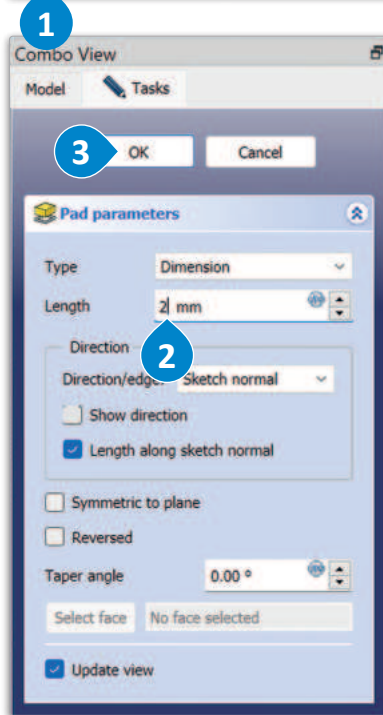 1
Combo View
Model Tasks
3 OK Cancel
Pad parameters
Type Dimension
Length 2 mm
2
Direction
Direction/edge Sketch normal
Show direction
Length along sketch normal
Symmetric to plane
Reversed
Taper angle 0.00 °
Select face No face selected
Update view